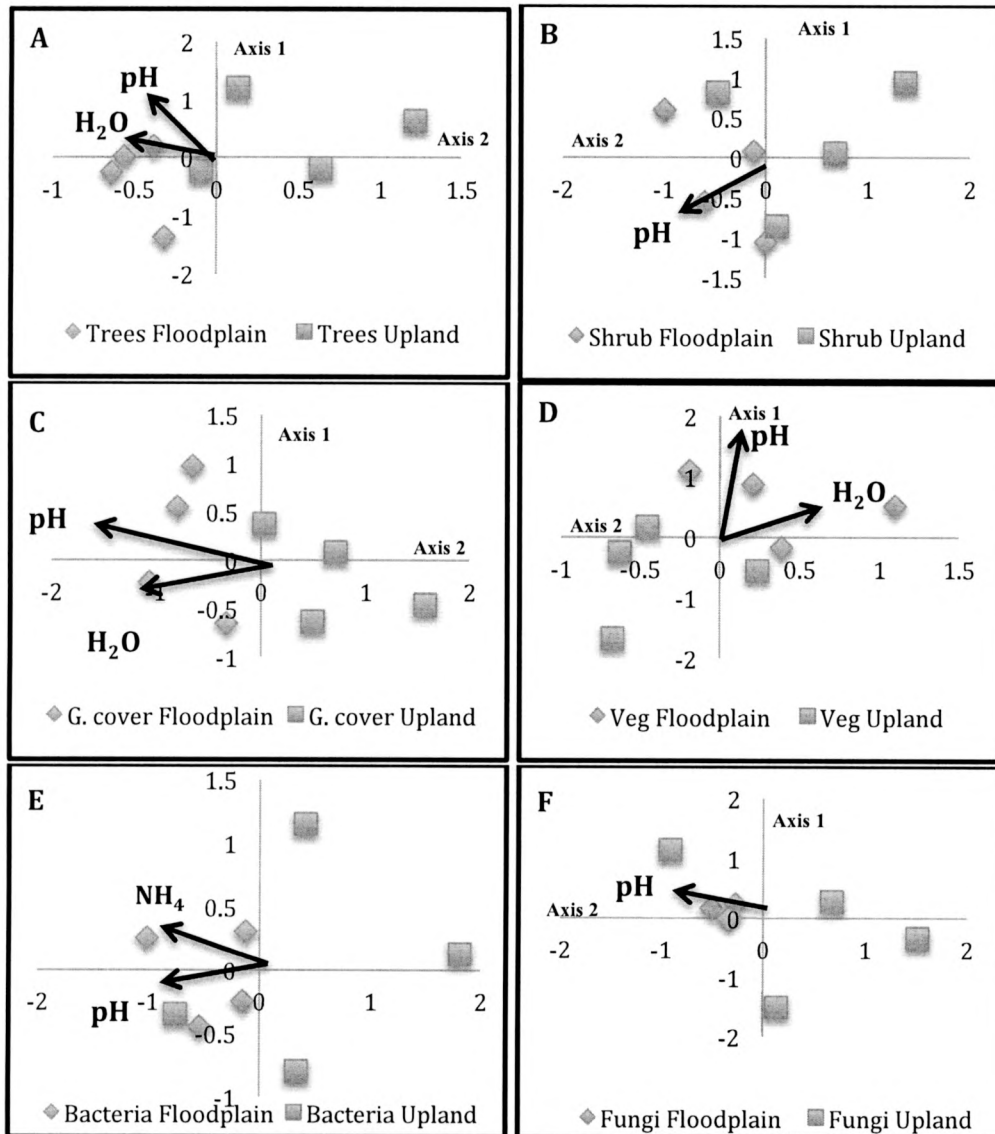 A
2
Axis 1
pH
1
H₂O
Axis 2
0
-1 -0.5 0 0.5 1 1.5
-1
-2
Trees Floodplain Trees Upland
B
1.5
Axis 1
1
0.5
0
-2 -1 0 1 2
-0.5
pH
-1
-1.5
Shrub Floodplain Shrub Upland
C
1.5
Axis 1
1
pH
0.5
Axis 2
0
-2 -1 0 1 2
-0.5
H₂O
-1
G. cover Floodplain G. cover Upland
D
2
Axis 1
pH
1
H₂O
Axis 2
0
-1 -0.5 0 0.5 1 1.5
-1
-2
Veg Floodplain Veg Upland
E
1.5
1
NH₄
0.5
0
-2 -1 0 1 2
pH
-0.5
-1
Bacteria Floodplain Bacteria Upland
F
2
Axis 1
1
pH
Axis 2
0
-2 -1 0 1 2
-1
-2
Fungi Floodplain Fungi Upland